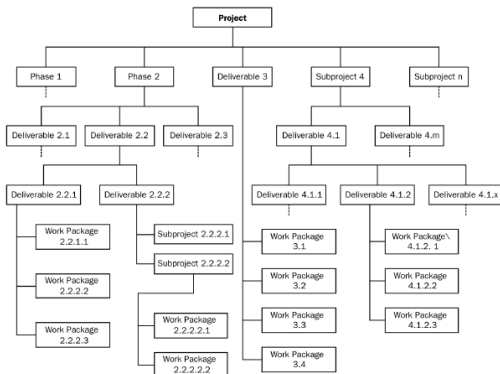 Project
Phase 1
Phase 2
Deliverable 3
Subproject 4
Subproject n
Deliverable 2.1
Deliverable 2.2
Deliverable 2.3
Deliverable 4.1
Deliverable 4.m
Deliverable 2.2.1
Deliverable 2.2.2
Deliverable 4.1.1
Deliverable 4.1.2
Deliverable 4.1.x
Work Package
2.2.1.1
Work Package
2.2.2.2
Work Package
2.2.2.3
Subproject 2.2.2.1
Subproject 2.2.2.2
Work Package
2.2.2.2.1
Work Package
2.2.2.2.2
Work Package
3.1
Work Package
3.2
Work Package
3.3
Work Package
3.4
Work Package\
4.1.2. 1
Work Package
4.1.2.2
Work Package
4.1.2.3